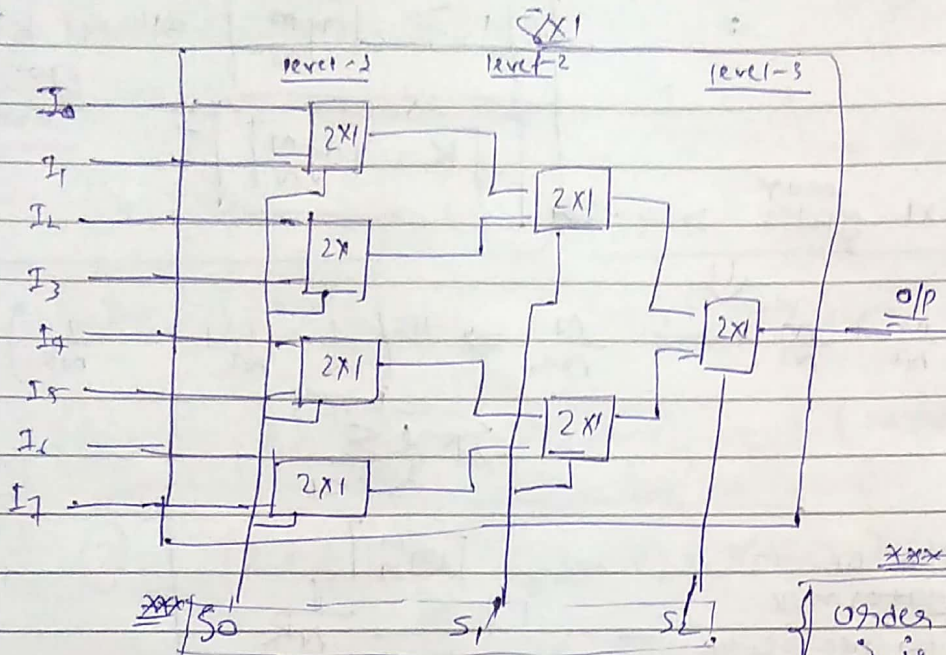 8X1
level-1 level-2 level-3
I0
2X1
I1
I2
2X1
2X
I3
O/P
2X1
I4
2X1
I5
2X1
I6
2X1
I7
***
*** S0 S1 S2
Order